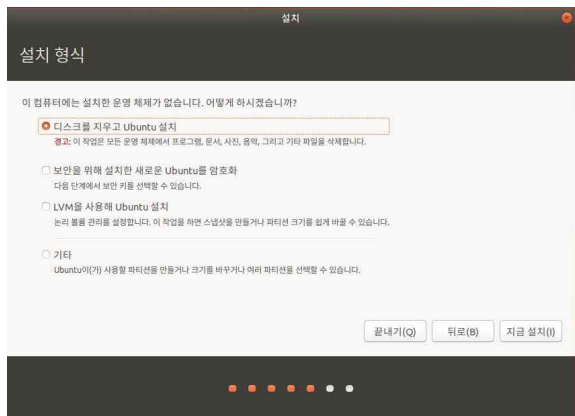 설치
설치 형식
이 컴퓨터에는 설치한 운영 체제가 없습니다. 어떻게 하시겠습니까?
디스크를 지우고 Ubuntu 설치
경고: 이 작업은 모든 운영 체제에서 프로그램, 문서, 사진, 음악, 그리고 기타 파일을 삭제합니다.
보안을 위해 설치한 새로운 Ubuntu를 암호화
다음 단계에서 보안 키를 선택할 수 있습니다.
LVM을 사용해 Ubuntu 설치
논리 볼륨 관리를 설정합니다. 이 작업을 하면 스냅샷을 만들거나 파티션 크기를 쉽게 바꿀 수 있습니다.
기타
Ubuntu이(가) 사용할 파티션을 만들거나 크기를 바꾸거나 여러 파티션을 선택할 수 있습니다.
끝내기(Q) 뒤로(B) 지금 설치(I)